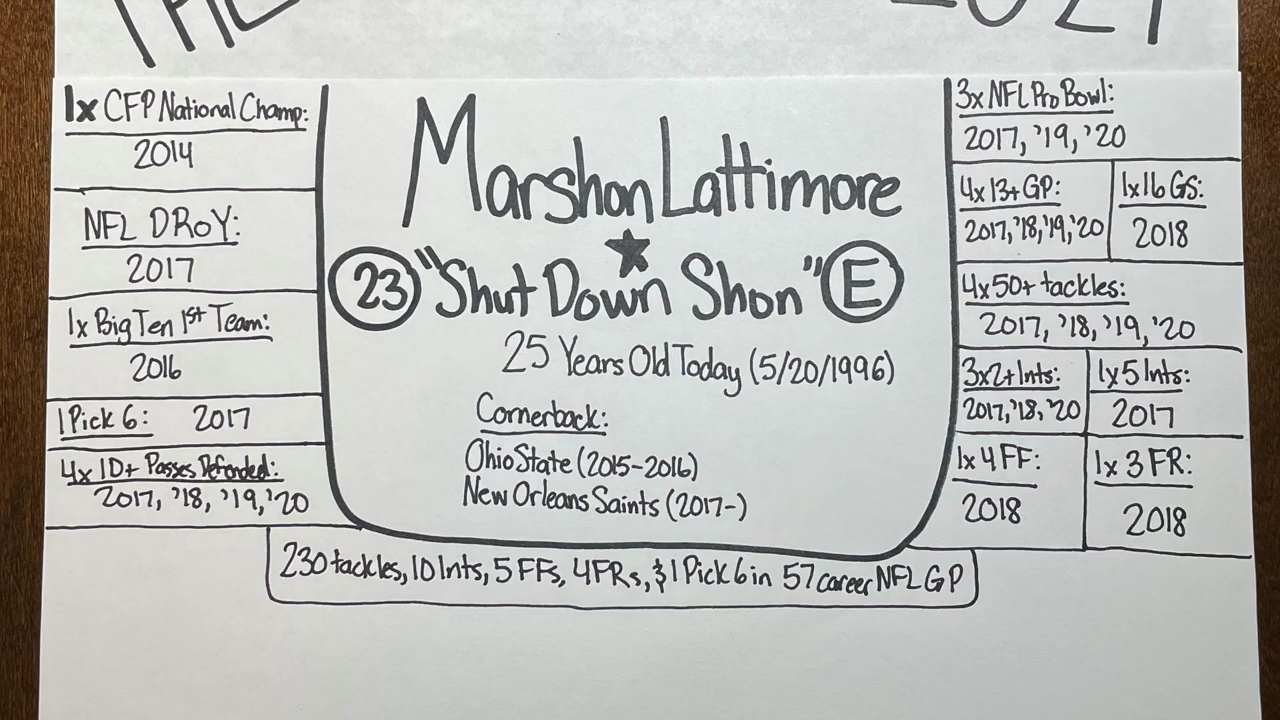 1x CFP National Champ:
2014
NFL DRoY:
2017
1x Big Ten 1st Team:
2016
1 Pick 6: 2017
4x 10+ Passes Defended:
2017, '18, '19, '20
Marshon Lattimore
★
23 "Shut Down Shon" E
25 Years Old Today (5/20/1996)
Cornerback:
Ohio State (2015-2016)
New Orleans Saints (2017-)
3x NFL Pro Bowl:
2017, '19, '20
4x 13+ GP:
2017, '18, '19, '20
1x 16 GS:
2018
4x 50+ tackles:
2017, '18, '19, '20
3x 2+ Ints:
2017, '18, '20
1x 5 Ints:
2017
1x 4 FF:
2018
1x 3 FR:
2018
230 tackles, 10 Ints, 5 FFs, 4 FRs, & 1 Pick 6 in 57 career NFL GP